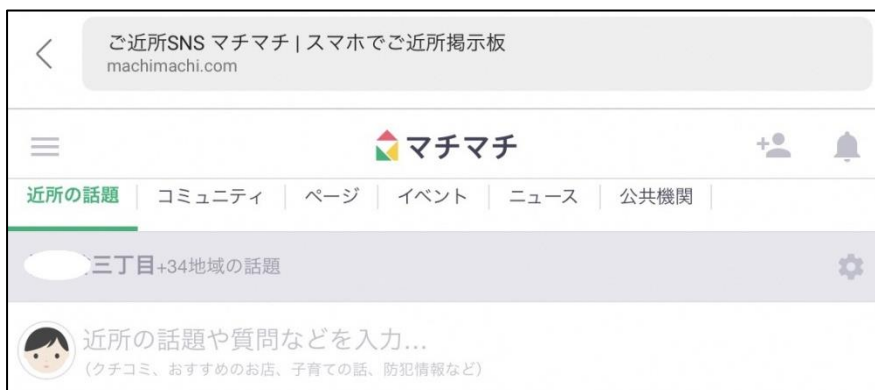 ご近所SNS マチマチ | スマホでご近所掲示板
machimachi.com
マチマチ
近所の話題 コミュニティ ページ イベント ニュース 公共機関
三丁目+34地域の話題
近所の話題や質問などを入力...
(クチコミ、おすすめのお店、子育ての話、防犯情報など)